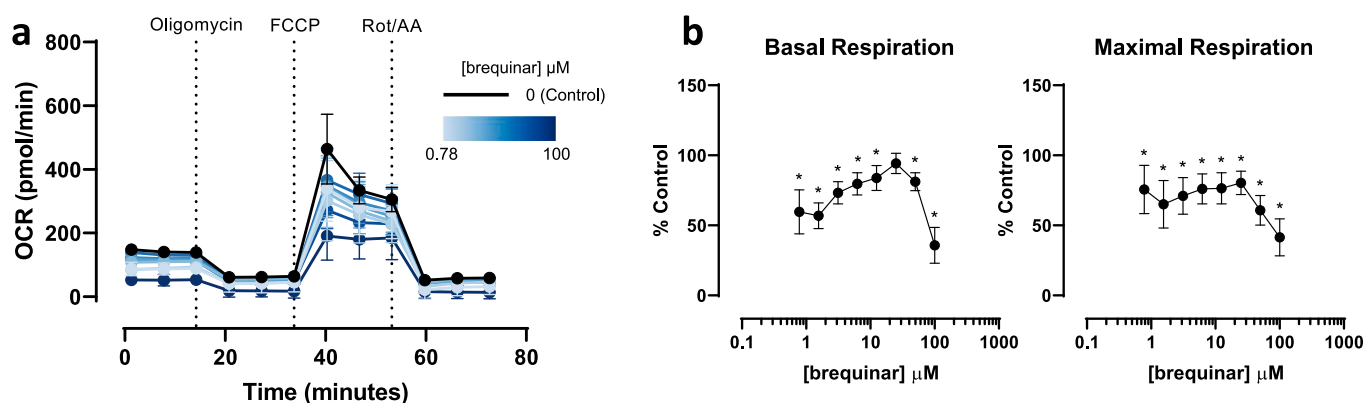 a
Oligomycin FCCP Rot/AA
OCR (pmol/min)
800
600
400
200
0
[brequinar] µM
0 (Control)
0.78 100
0 20 40 60 80
Time (minutes)
b
Basal Respiration
% Control
150
100
50
0
* * * * * * *
0.1 1 10 100 1000
[brequinar] µM
Maximal Respiration
% Control
150
100
50
0
* * * * * * * *
0.1 1 10 100 1000
[brequinar] µM